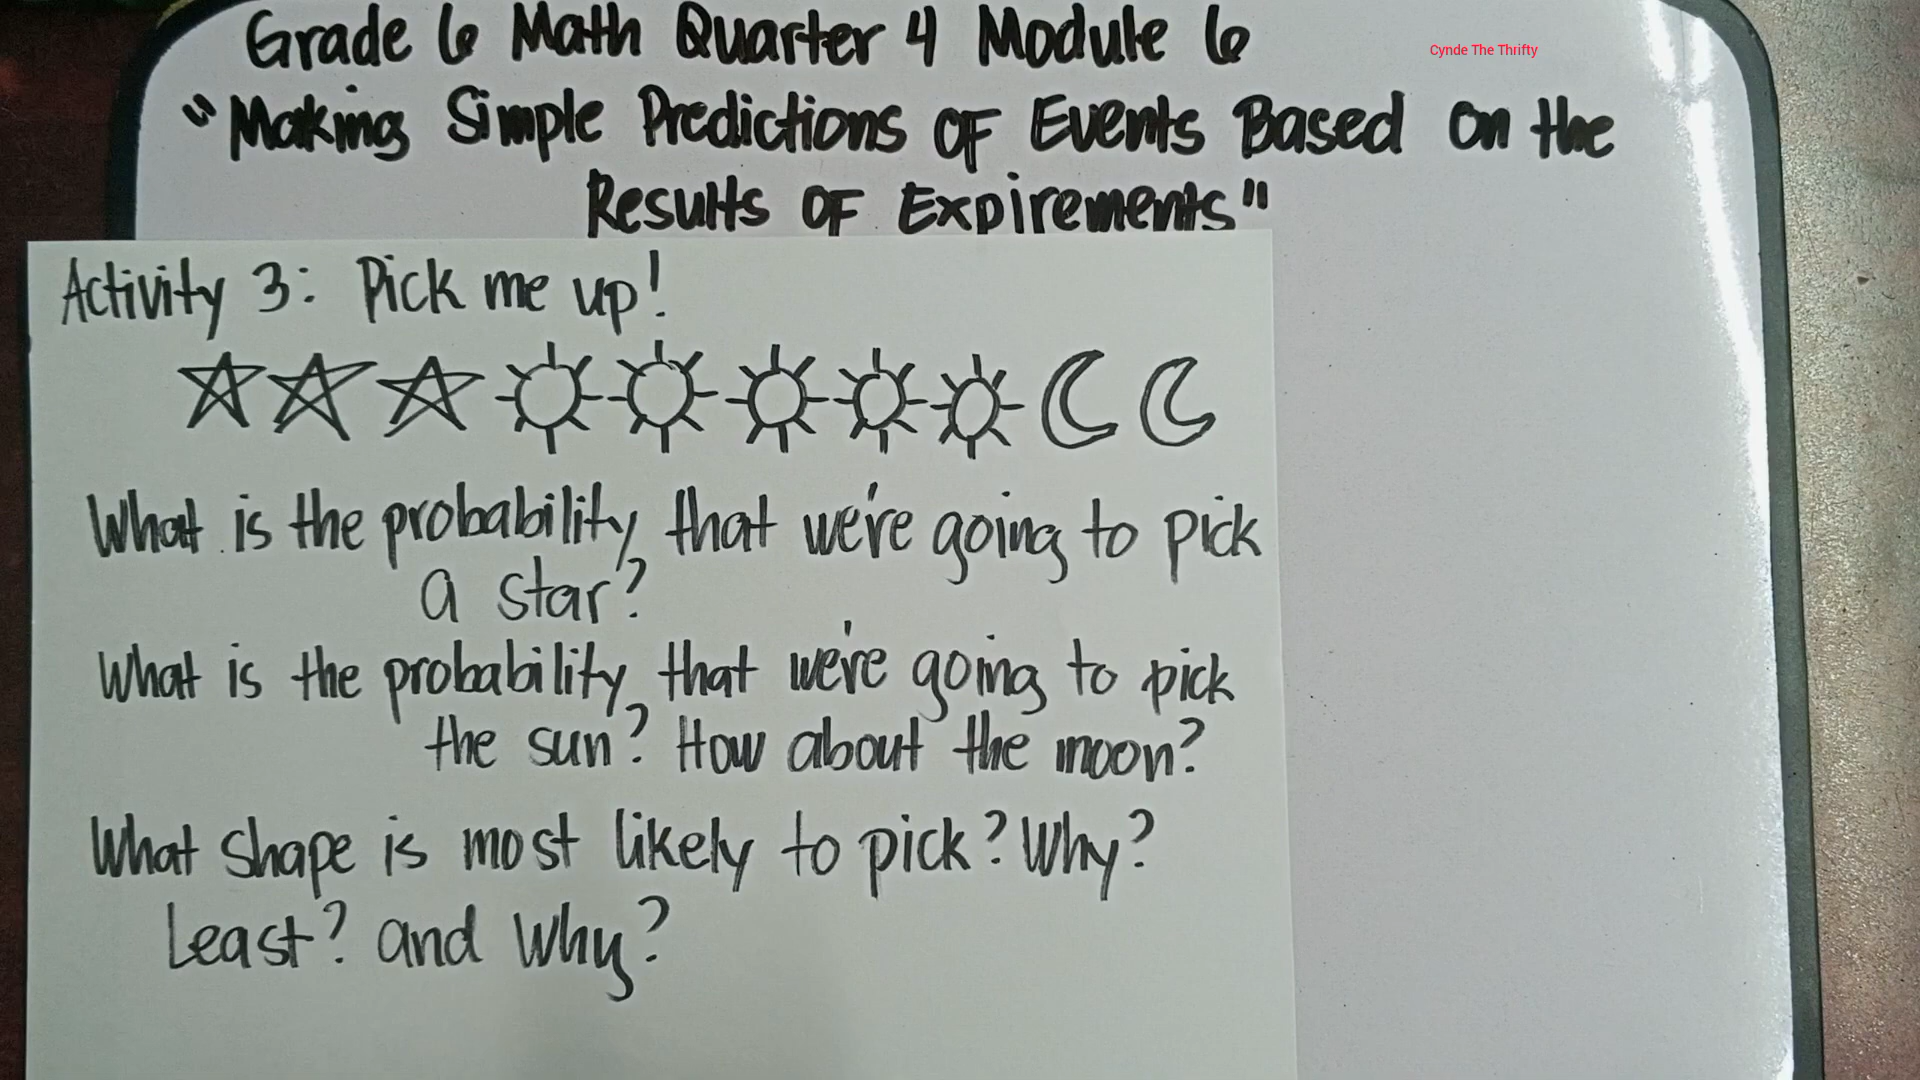 Grade 6 Math Quarter 4 Module 6
Cynde The Thrifty
"Making Simple Predictions OF Events Based on the
Results OF Expirements"
Activity 3: Pick me up!
What is the probability, that we're going to pick
a star?
What is the probability, that we're going to pick
the sun? How about the moon?
What shape is most likely to pick? Why?
Least? and Why?